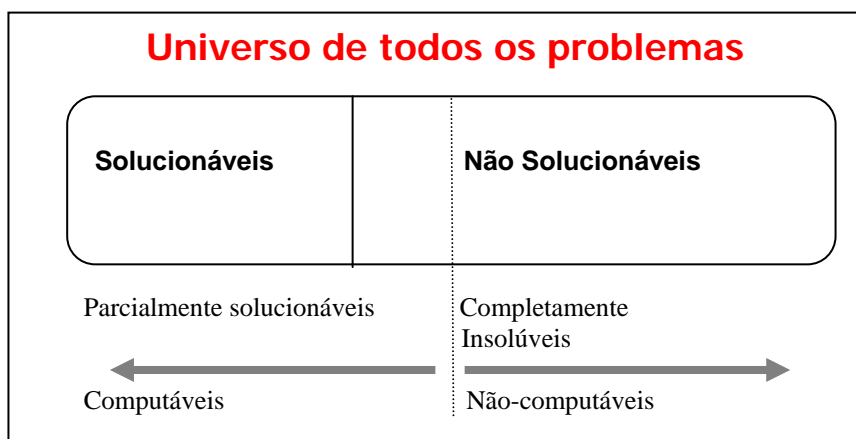 Universo de todos os problemas
Solucionáveis
Não Solucionáveis
Parcialmente solucionáveis
Completamente
Insolúveis
Computáveis
Não-computáveis